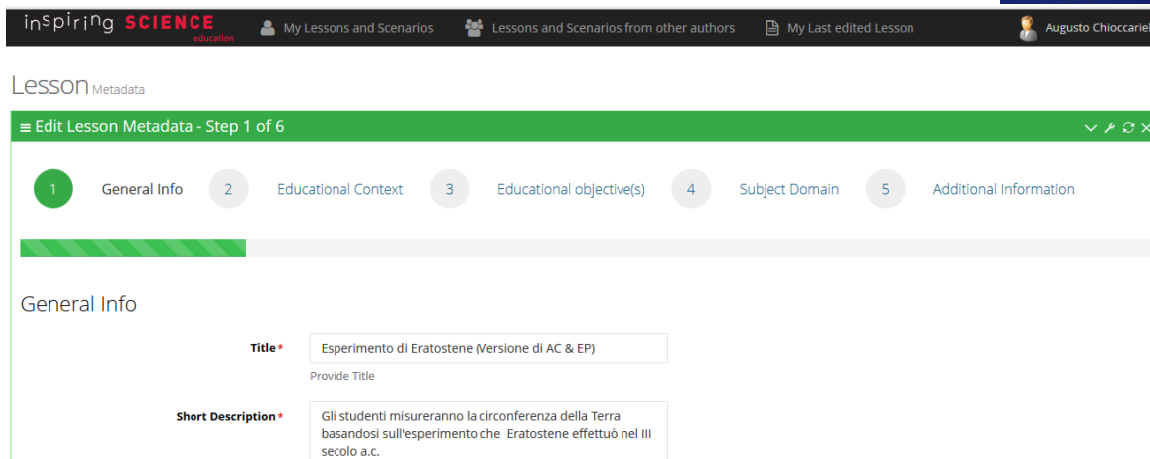 inspiring SCIENCE education My Lessons and Scenarios Lessons and Scenarios from other authors My Last edited Lesson Augusto Chioccariel
Lesson Metadata
Edit Lesson Metadata - Step 1 of 6
1 General Info 2 Educational Context 3 Educational objective(s) 4 Subject Domain 5 Additional Information
General Info
Title * Esperimento di Eratostene (Versione di AC & EP)
Provide Title
Short Description * Gli studenti misureranno la circonferenza della Terra
basandosi sull'esperimento che Eratostene effettuò nel III
secolo a.c.